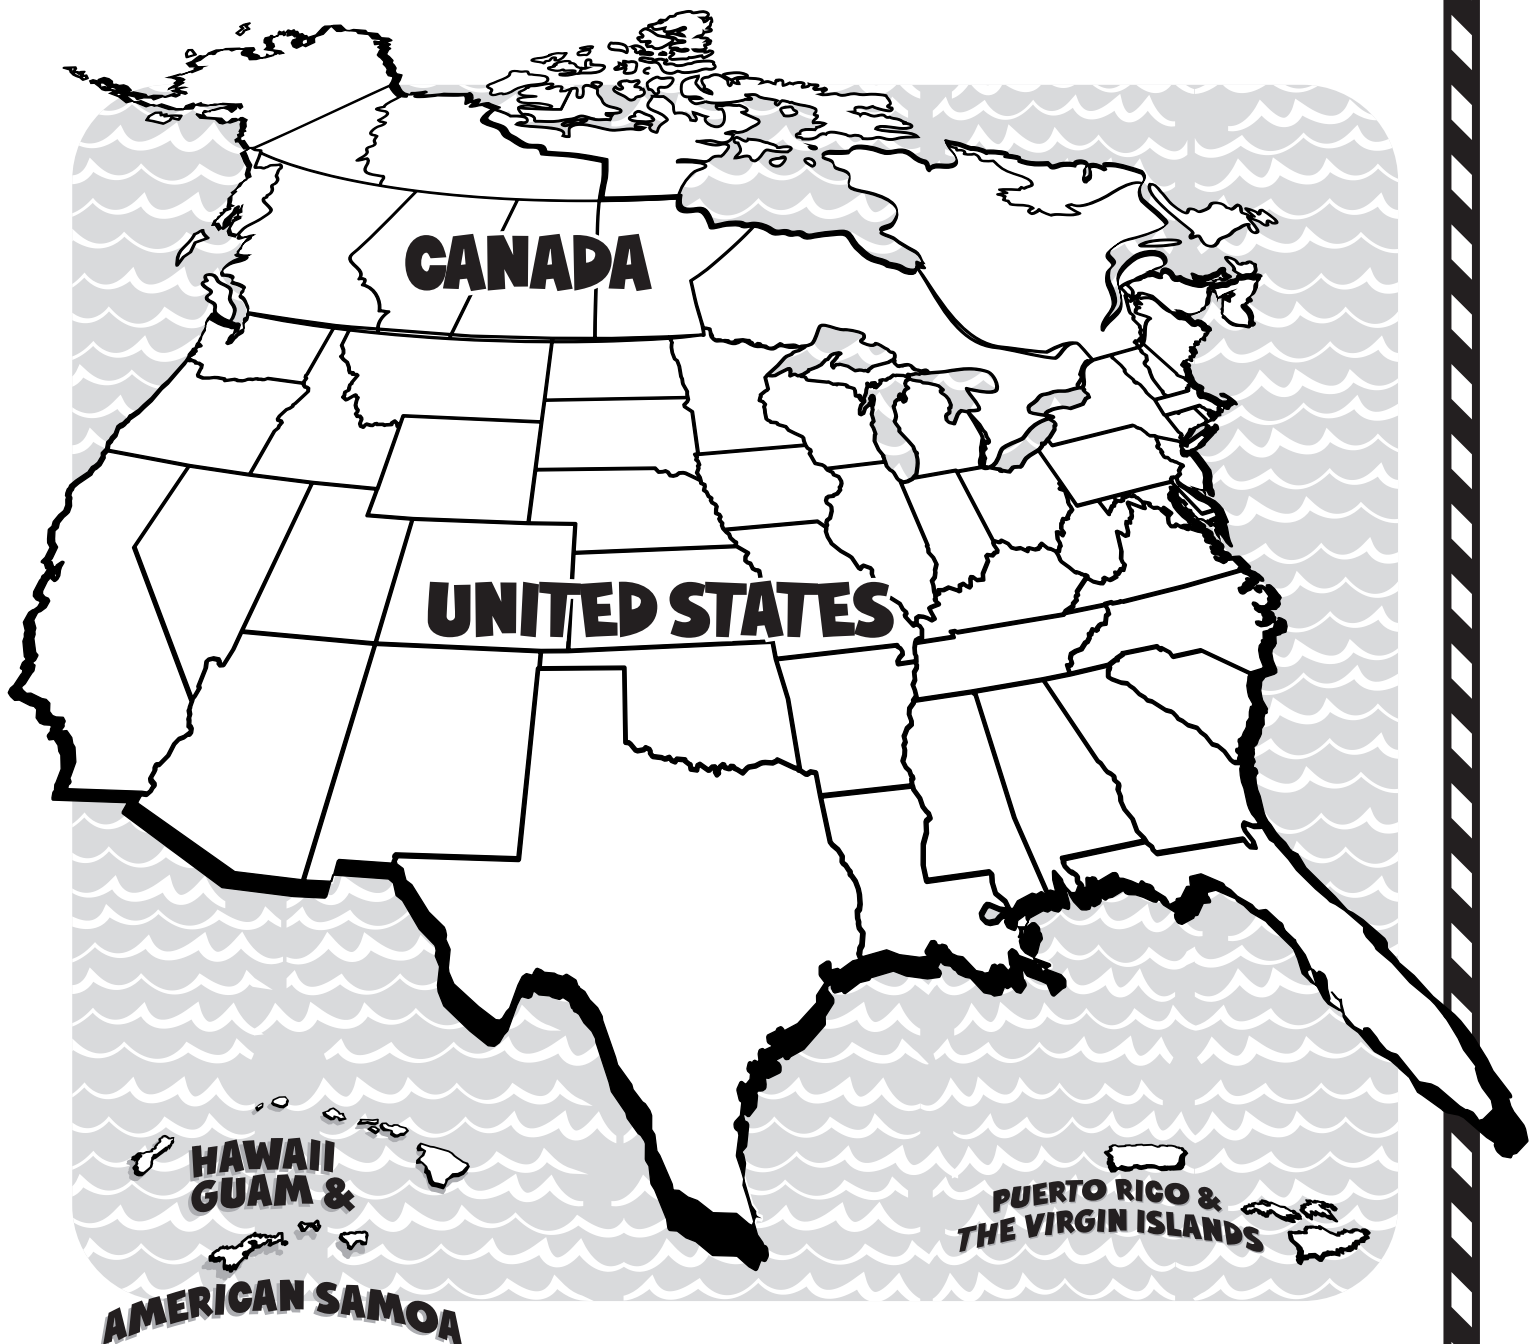 CANADA
UNITED STATES
HAWAII
GUAM &
AMERICAN SAMOA
PUERTO RICO &
THE VIRGIN ISLANDS